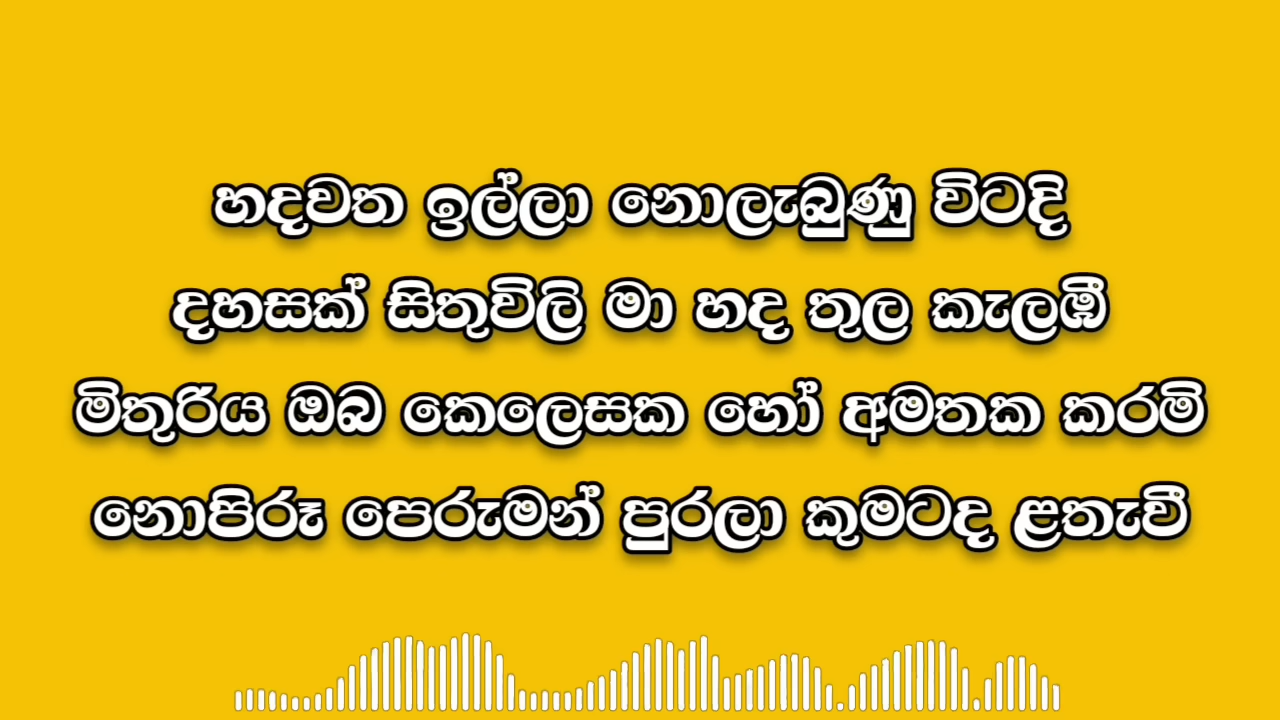 හදවත ඉල්ලා නොලැබුණු විටදි
දහසක් සිතුවිලි මා හද තුල කැලඹී
මිතුරිය ඔබ කෙලෙසක හෝ අමතක කරමි
නොපිරූ පෙරුමන් පුරලා කුමටද ළතැවී